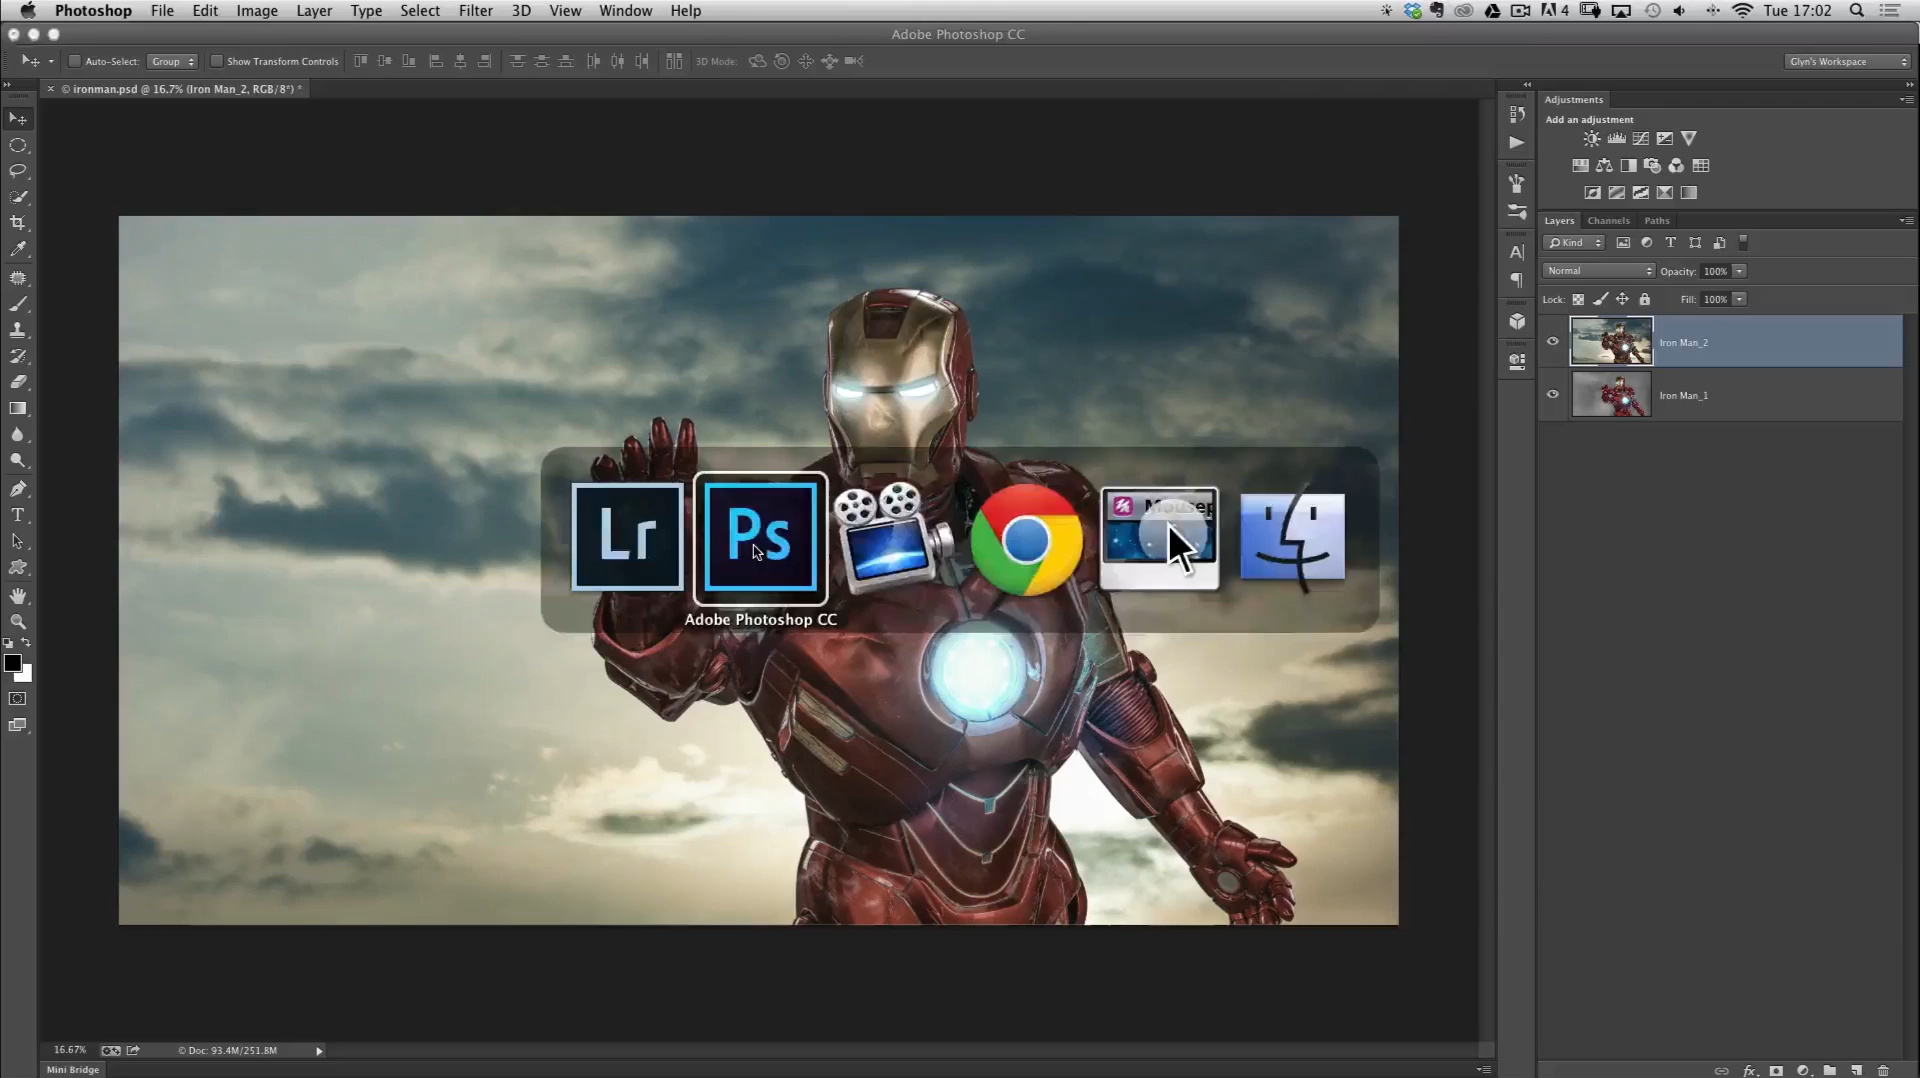 Photoshop File Edit Image Layer Type Select Filter 3D View Window Help 4 Tue 17:02
Adobe Photoshop CC
Auto-Select: Group Show Transform Controls 3D Mode: Glyn's Workspace
× © ironman.psd @ 16.7% (Iron Man_2, RGB/8*) *
Adjustments
Add an adjustment
Layers Channels Paths
Kind
Normal Opacity: 100%
Lock: Fill: 100%
Iron Man_2
Iron Man_1
Lr Ps
Adobe Photoshop CC
16.67% © Doc: 93.4M/251.8M
Mini Bridge